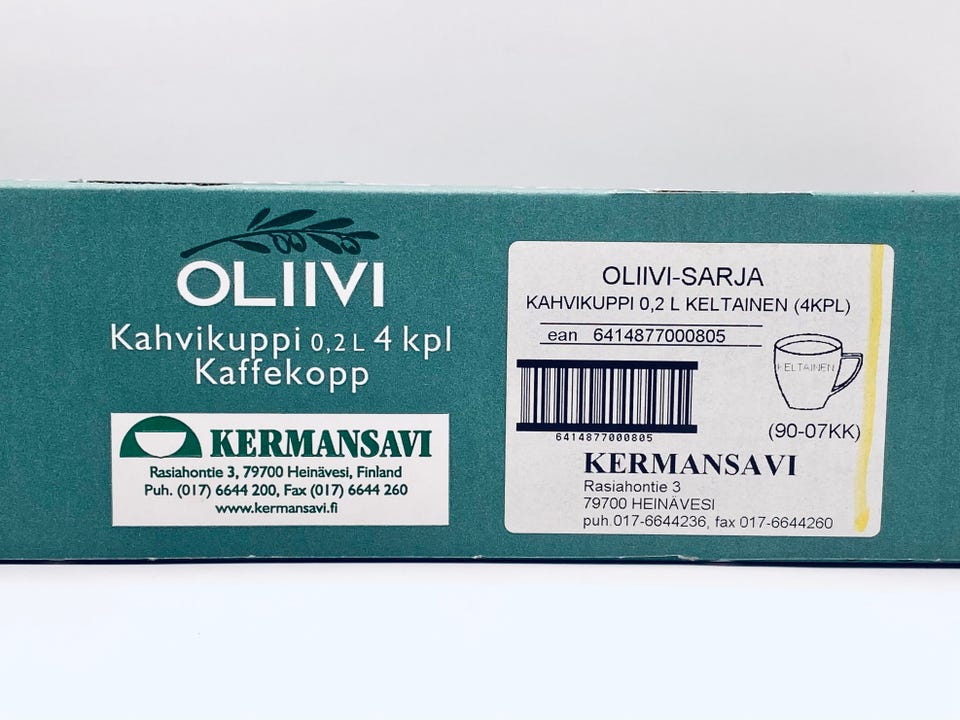 OLIIVI
Kahvikuppi 0,2 L 4 kpl
Kaffekopp
KERMANSAVI
Rasiahontie 3, 79700 Heinävesi, Finland
Puh. (017) 6644 200, Fax (017) 6644 260
www.kermansavi.fi
OLIIVI-SARJA
KAHVIKUPPI 0,2 L KELTAINEN (4KPL)
ean 6414877000805
KELTAINEN
6414877000805
(90-07KK)
KERMANSAVI
Rasiahontie 3
79700 HEINÄVESI
puh.017-6644236, fax 017-6644260